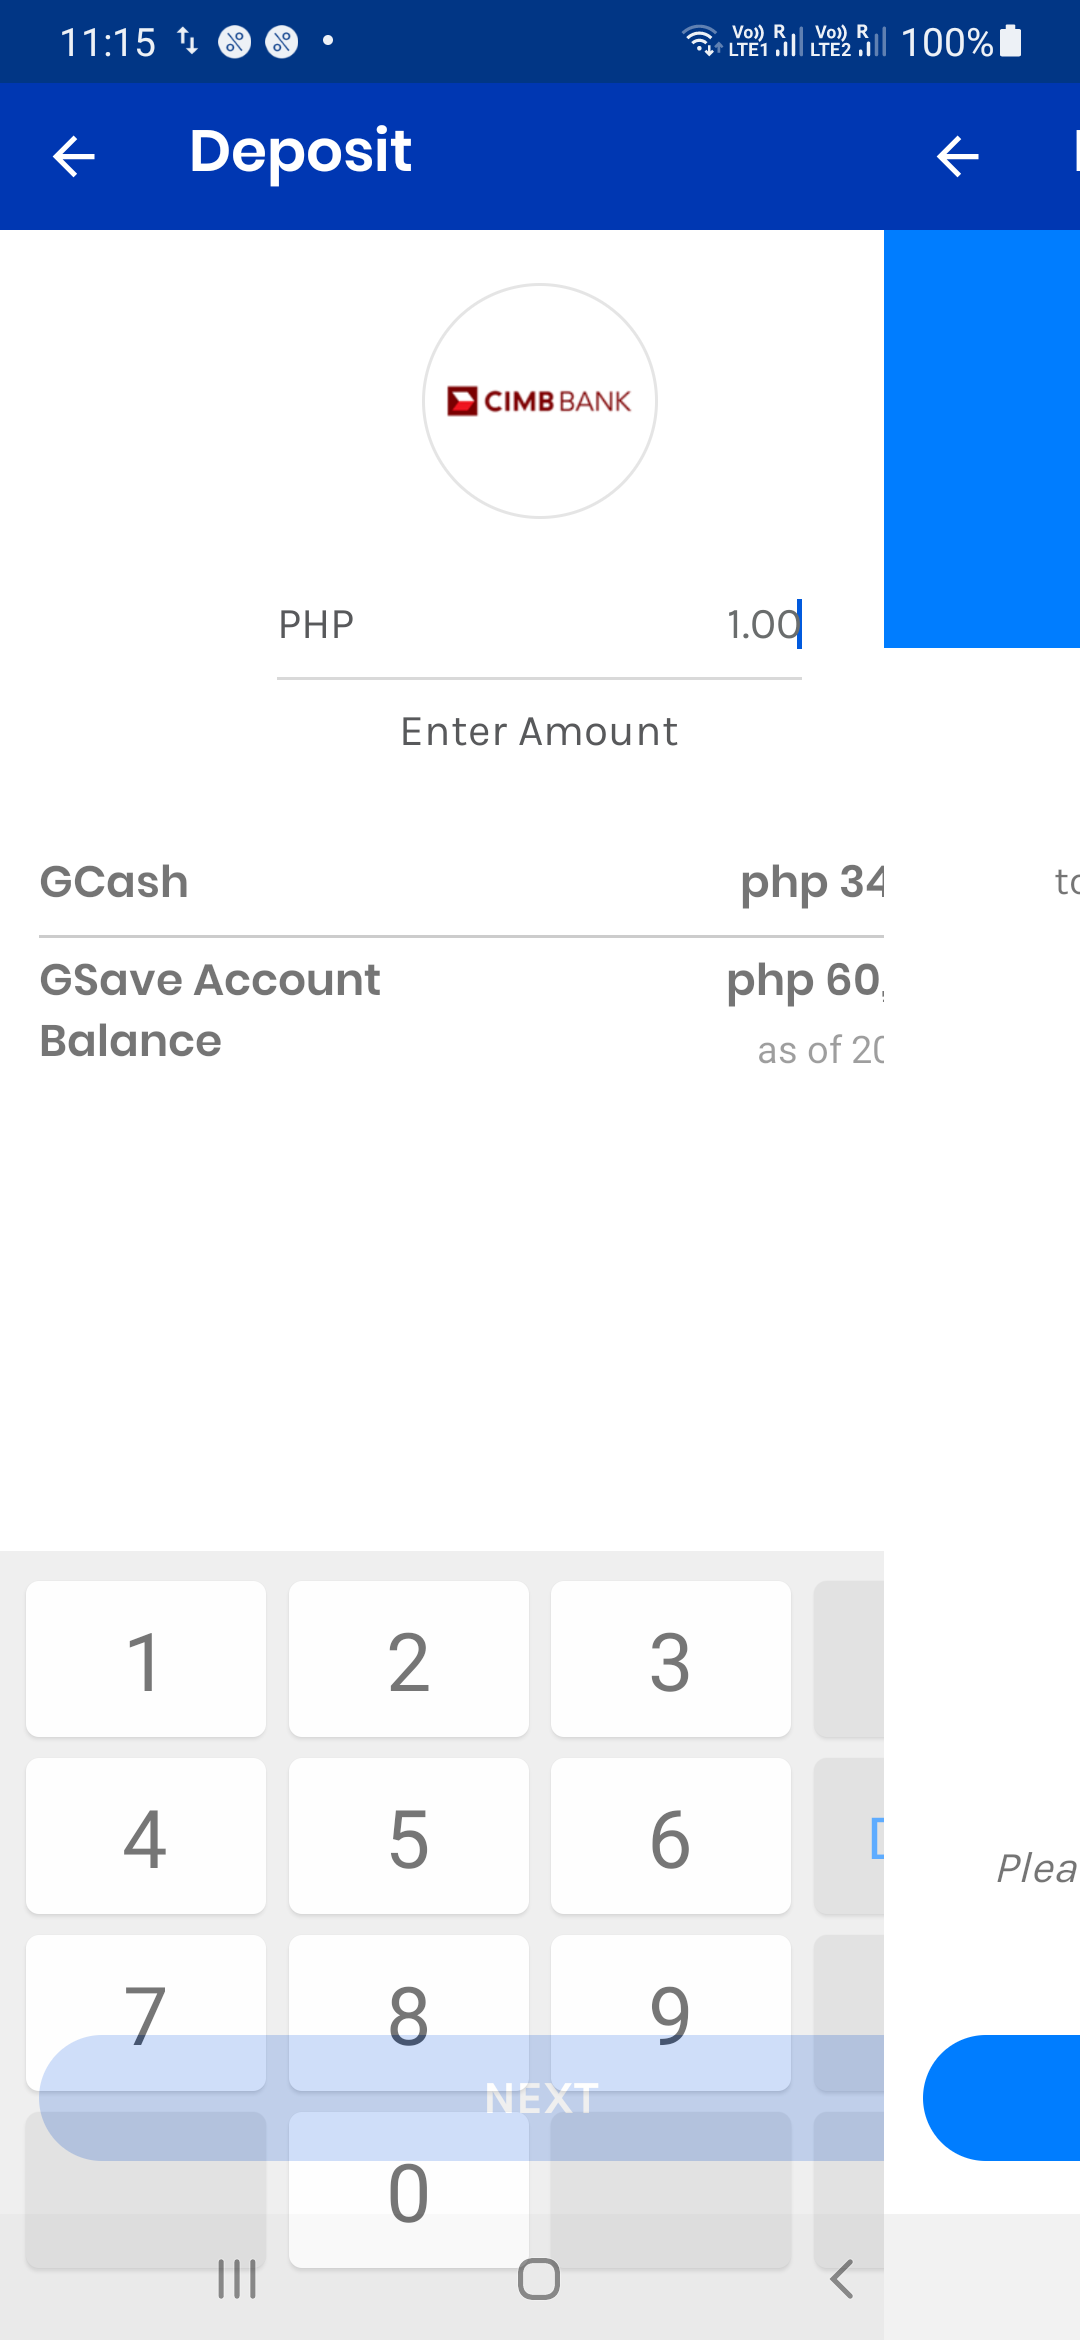 11:15
Vo)) R Vo)) R
LTE1 LTE2 100%
Deposit
CIMB BANK
PHP 1.00
Enter Amount
GCash php 34
to
GSave Account php 60,
Balance
as of 20
1 2 3
4 5 6
Plea
7 8 9
NEXT
0